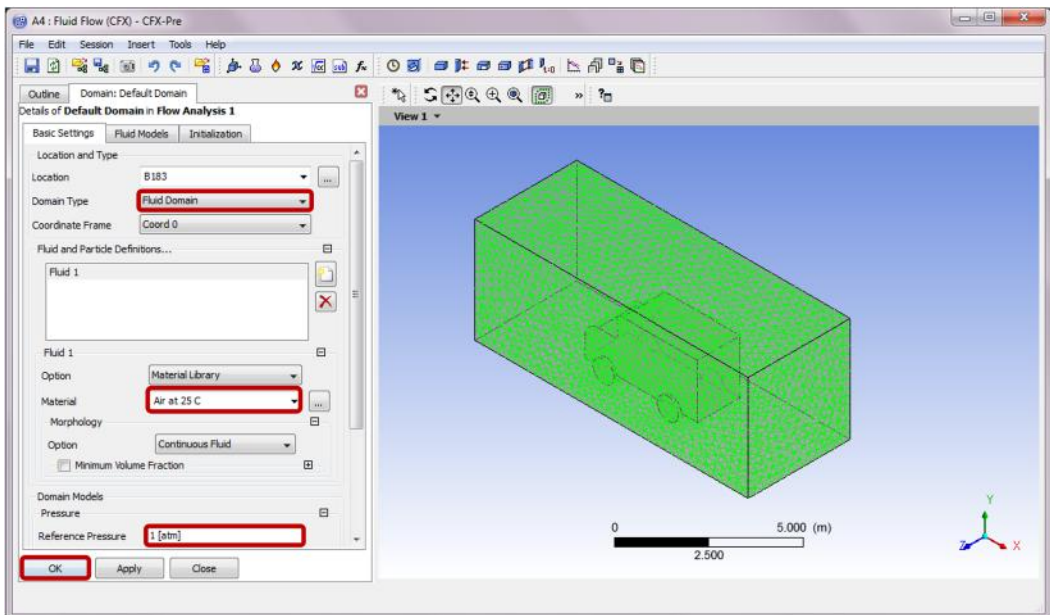 A4 : Fluid Flow (CFX) - CFX-Pre
File Edit Session Insert Tools Help
Outline Domain: Default Domain
Details of Default Domain in Flow Analysis 1
Basic Settings Fluid Models Initialization
Location and Type
Location B183 ...
Domain Type Fluid Domain
Coordinate Frame Coord 0
Fluid and Particle Definitions...
Fluid 1
Fluid 1
Option Material Library
Material Air at 25 C ...
Morphology
Option Continuous Fluid
Minimum Volume Fraction
Domain Models
Pressure
Reference Pressure 1 [atm]
OK Apply Close
View 1
0 5.000 (m)
2.500
Y
Z X